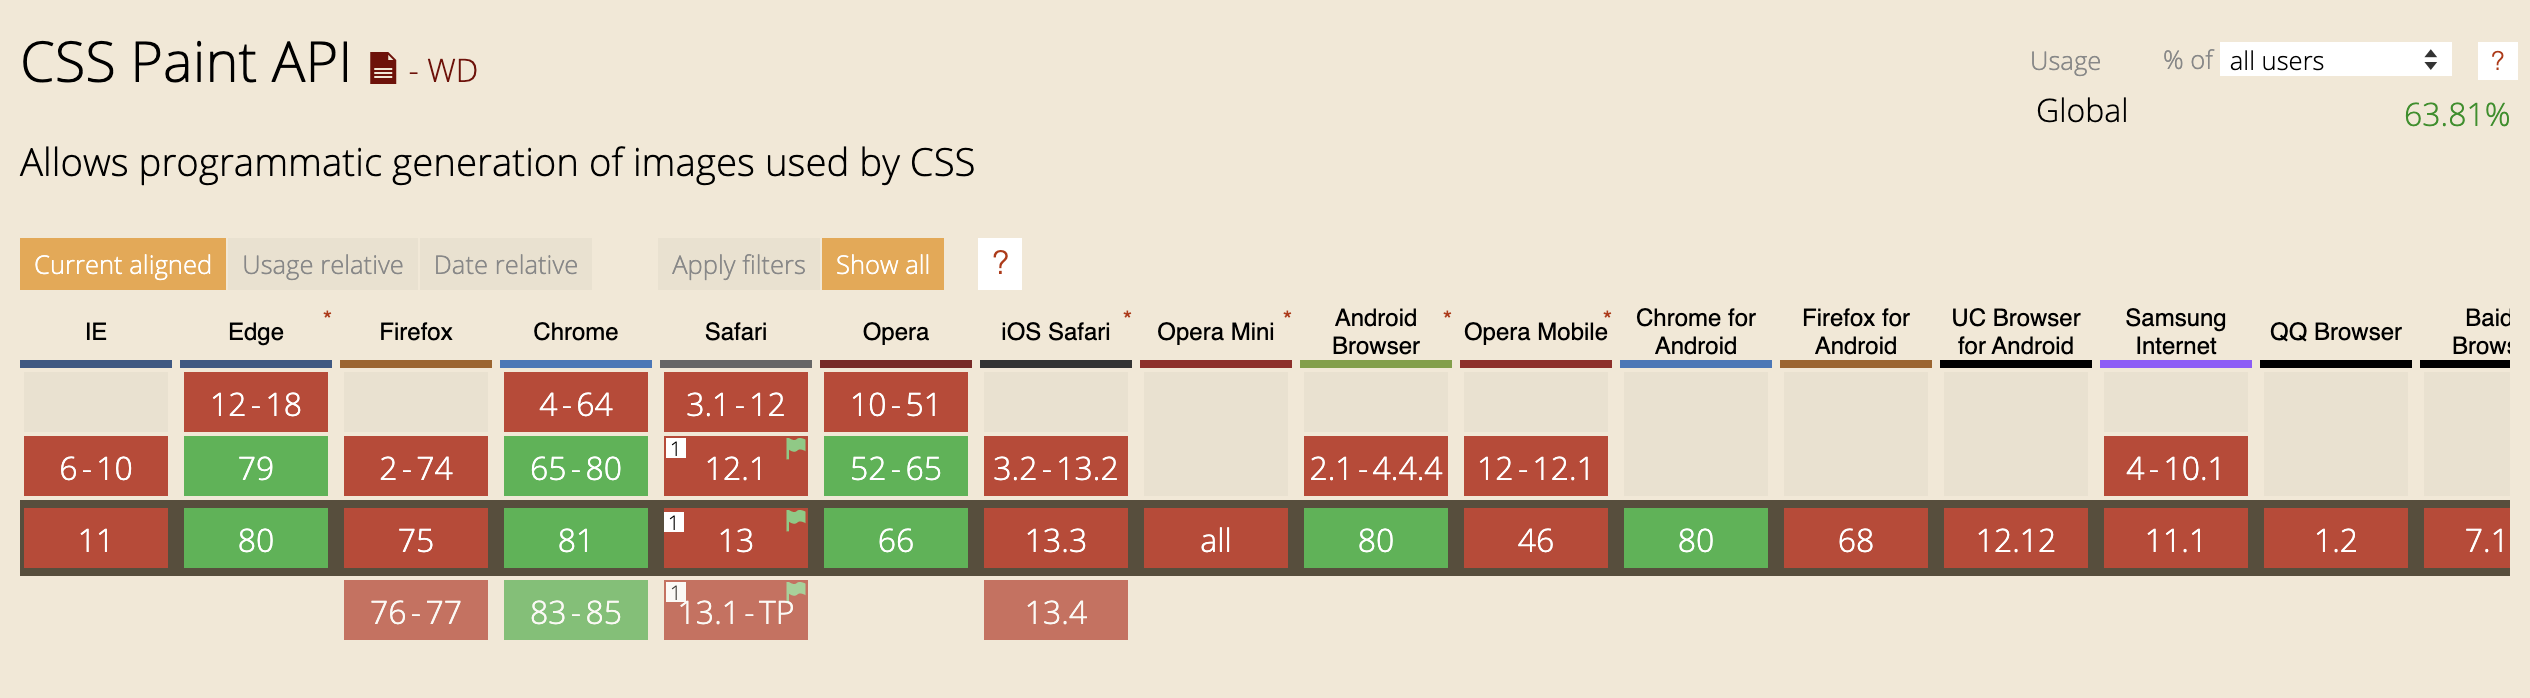 CSS Paint API - WD
Usage % of all users ?
Global 63.81%
Allows programmatic generation of images used by CSS
Current aligned Usage relative Date relative Apply filters Show all ?
IE Edge * Firefox Chrome Safari Opera iOS Safari * Opera Mini * Android Browser * Opera Mobile * Chrome for Android Firefox for Android UC Browser for Android Samsung Internet QQ Browser Baid Brows
12-18 4-64 3.1-12 10-51
6-10 79 2-74 65-80 1 12.1 52-65 3.2-13.2 2.1-4.4.4 12-12.1 4-10.1
11 80 75 81 1 13 66 13.3 all 80 46 80 68 12.12 11.1 1.2 7.1
76-77 83-85 1 13.1-TP 13.4